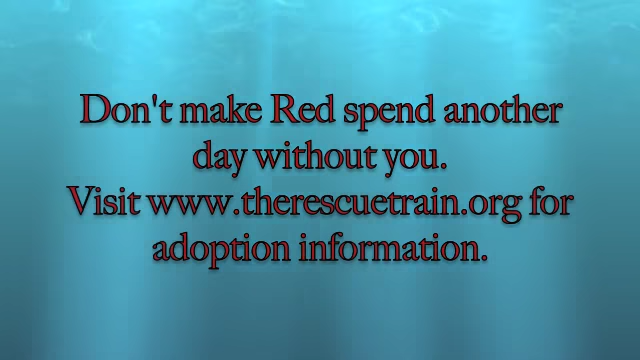 Don't make Red spend another
day without you.
Visit www.therescuetrain.org for
adoption information.